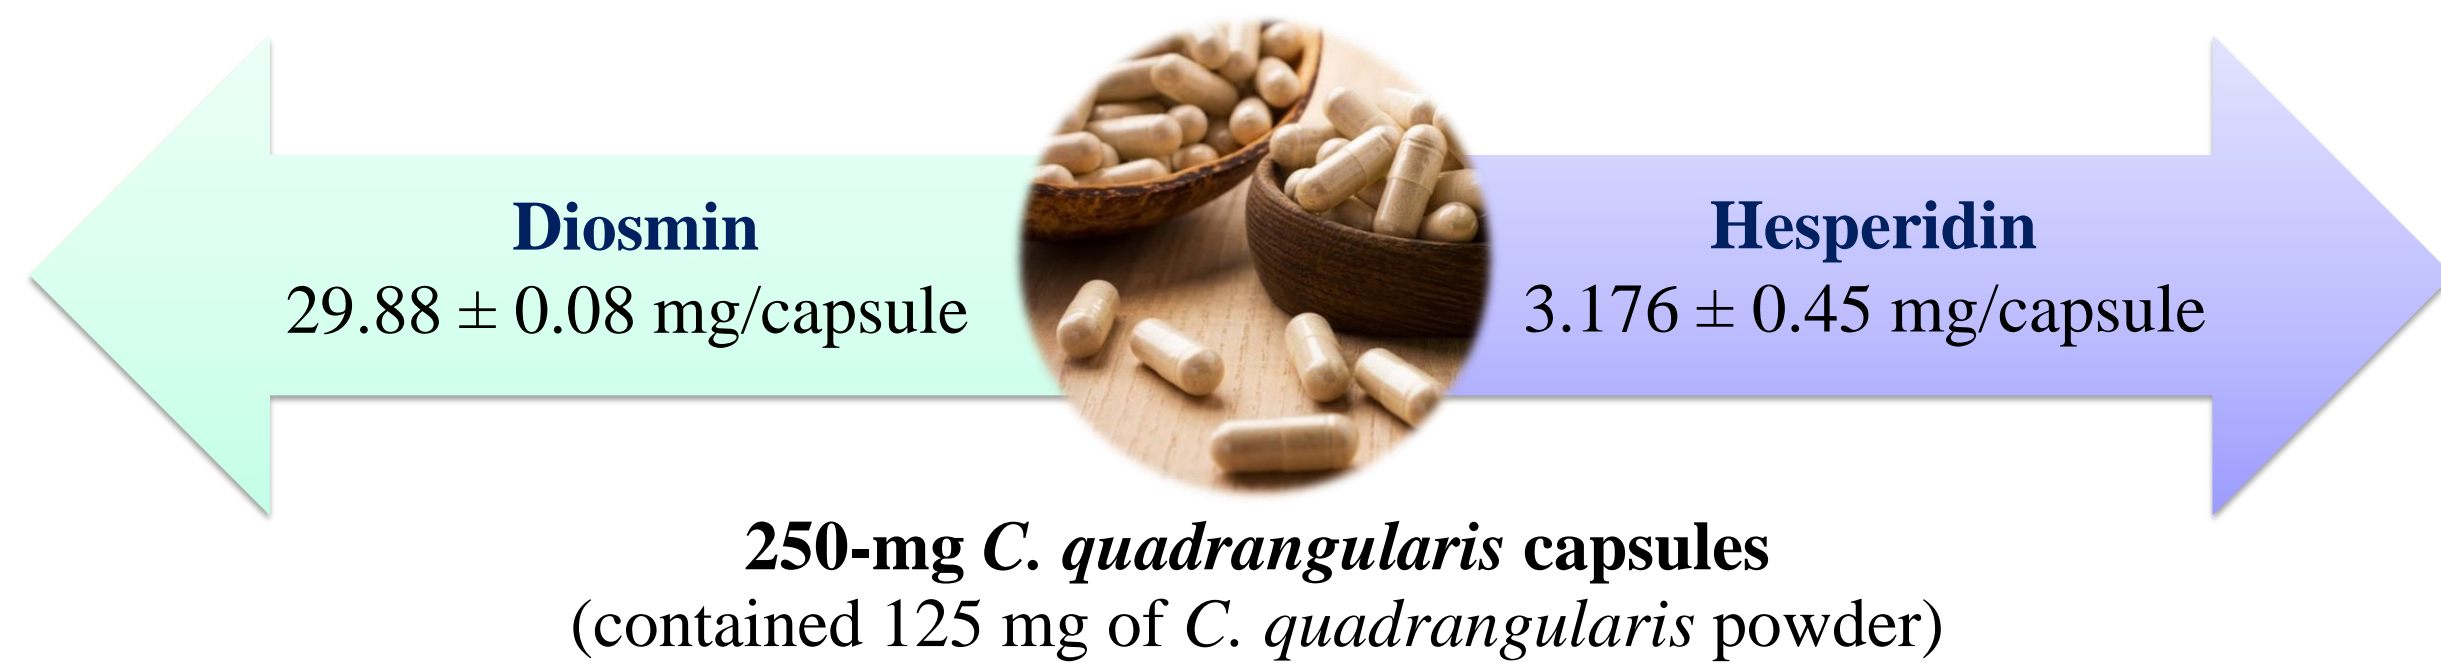 Diosmin
29.88 ± 0.08 mg/capsule
Hesperidin
3.176 ± 0.45 mg/capsule
250-mg C. quadrangularis capsules
(contained 125 mg of C. quadrangularis powder)